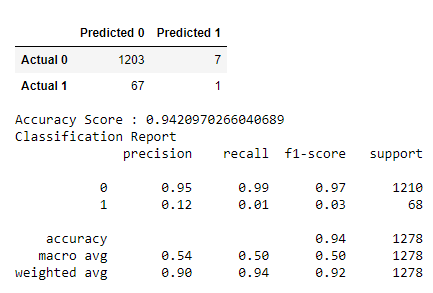 Predicted 0 Predicted 1
Actual 0 1203 7
Actual 1 67 1
Accuracy Score : 0.9420970266040689
Classification Report
precision recall f1-score support
0 0.95 0.99 0.97 1210
1 0.12 0.01 0.03 68
accuracy 0.94 1278
macro avg 0.54 0.50 0.50 1278
weighted avg 0.90 0.94 0.92 1278